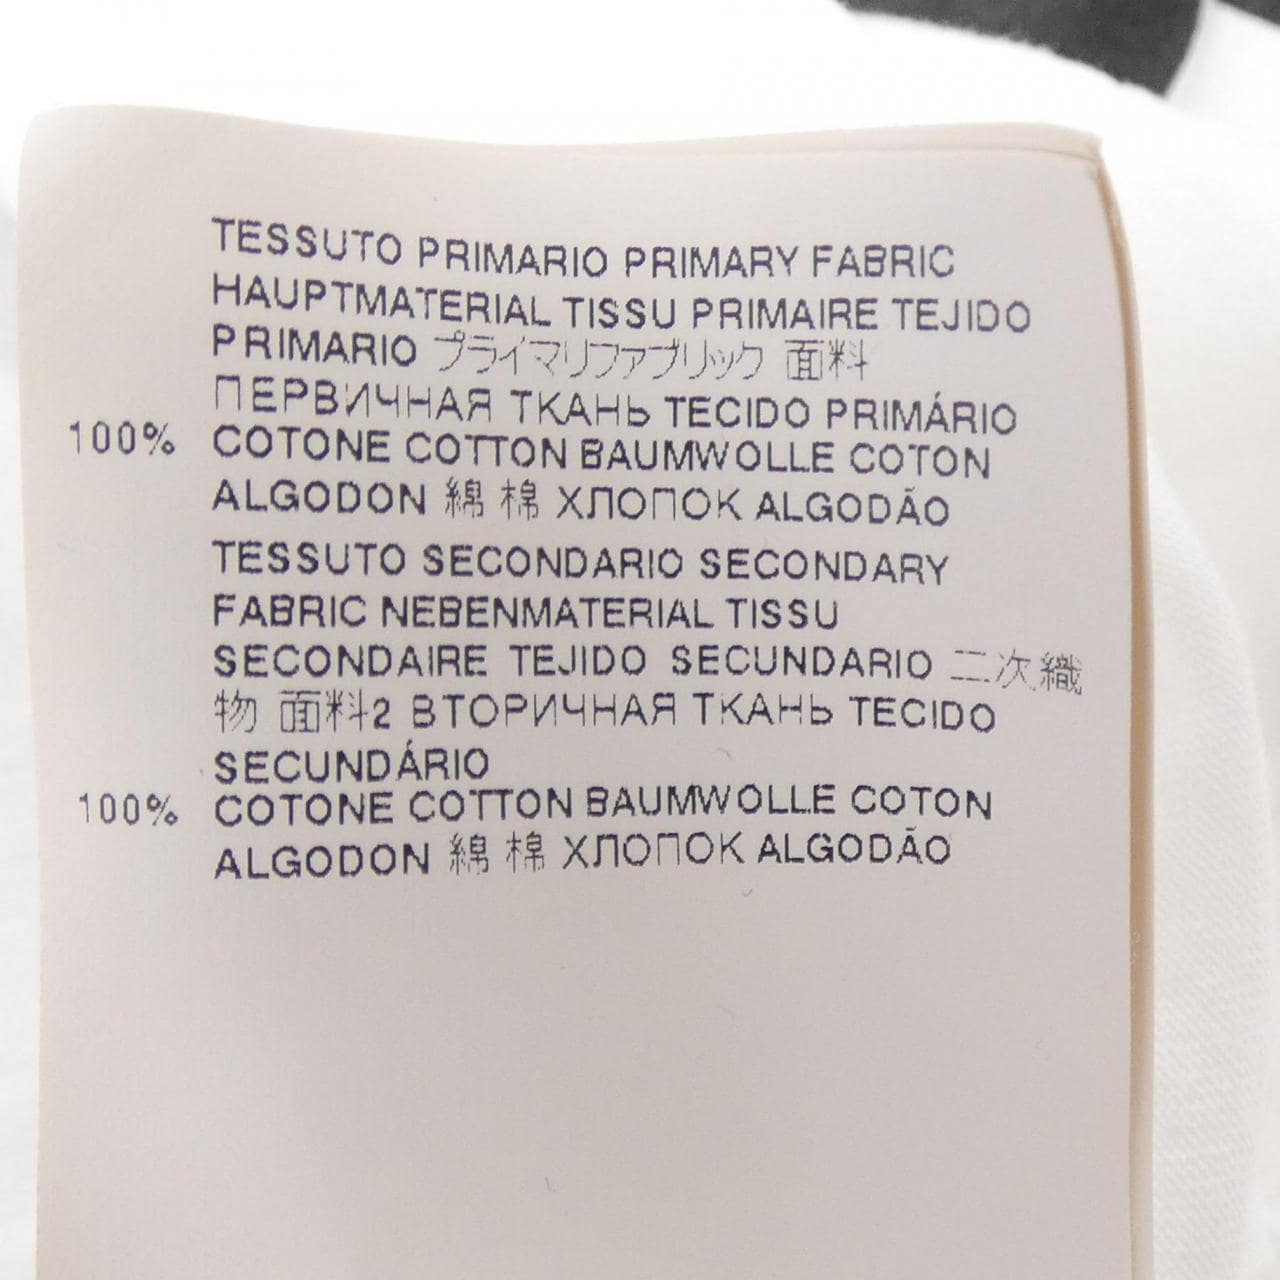 TESSUTO PRIMARIO PRIMARY FABRIC
HAUPTMATERIAL TISSU PRIMAIRE TEJIDO
PRIMARIO プライマリファブリック 面料
ПЕРВИЧНАЯ ТКАНЬ TECIDO PRIMÁRIO
100% COTONE COTTON BAUMWOLLE COTON
ALGODON 綿 棉 ХЛОПОК ALGODÃO
TESSUTO SECONDARIO SECONDARY
FABRIC NEBENMATERIAL TISSU
SECONDAIRE TEJIDO SECUNDARIO 二次織
物 面料2 ВТОРИЧНАЯ ТКАНЬ TECIDO
SECUNDÁRIO
100% COTONE COTTON BAUMWOLLE COTON
ALGODON 綿 棉 ХЛОПОК ALGODÃO